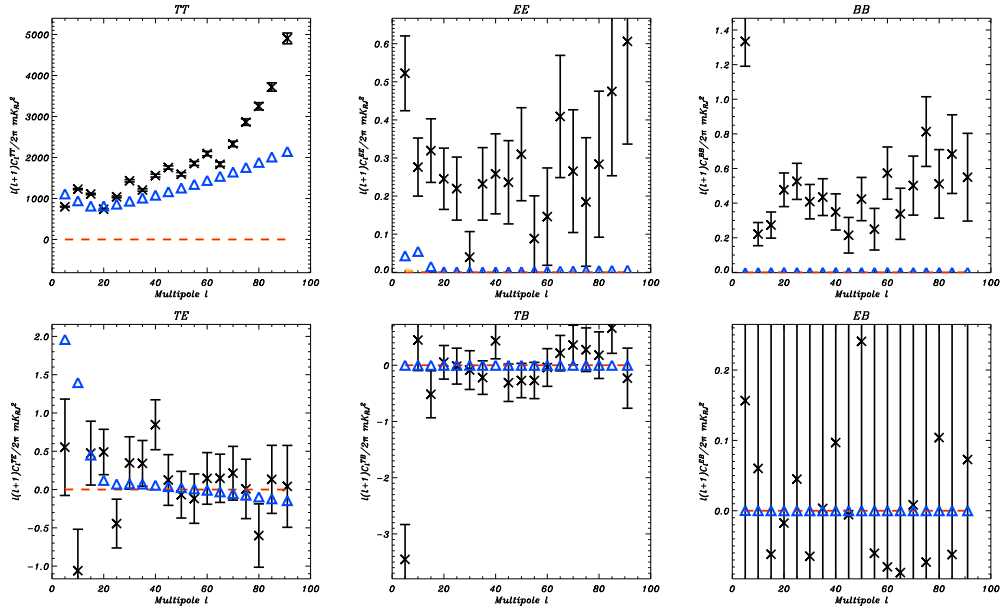 TT
5000
4000
3000
2000
1000
0
0 20 40 60 80 100
Multipole l
l(l+1)C_l^TT/2π mK_RJ^2
EE
0.6
0.5
0.4
0.3
0.2
0.1
0.0
0 20 40 60 80 100
Multipole l
l(l+1)C_l^EE/2π mK_RJ^2
BB
1.4
1.2
1.0
0.8
0.6
0.4
0.2
0.0
0 20 40 60 80 100
Multipole l
l(l+1)C_l^BB/2π mK_RJ^2
TE
2.0
1.5
1.0
0.5
0.0
−0.5
−1.0
0 20 40 60 80 100
Multipole l
l(l+1)C_l^TE/2π mK_RJ^2
TB
0
−1
−2
−3
0 20 40 60 80 100
Multipole l
l(l+1)C_l^TB/2π mK_RJ^2
EB
0.2
0.1
0.0
0 20 40 60 80 100
Multipole l
l(l+1)C_l^EB/2π mK_RJ^2